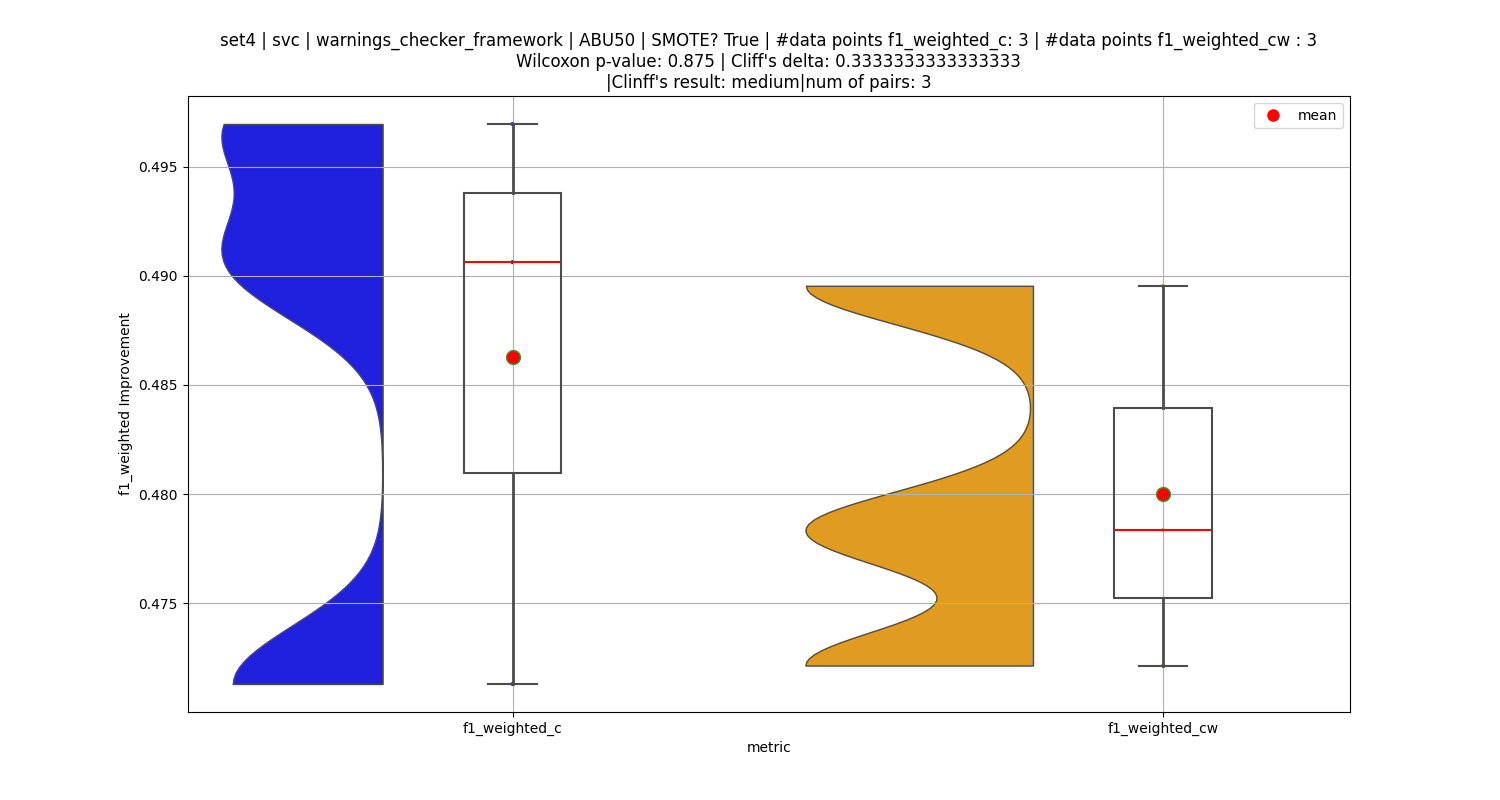 set4 | svc | warnings_checker_framework | ABU50 | SMOTE? True | #data points f1_weighted_c: 3 | #data points f1_weighted_cw : 3
Wilcoxon p-value: 0.875 | Cliff's delta: 0.3333333333333333
|Clinff's result: medium|num of pairs: 3
mean
0.495
0.490
0.485
0.480
0.475
f1_weighted Improvement
f1_weighted_c
f1_weighted_cw
metric